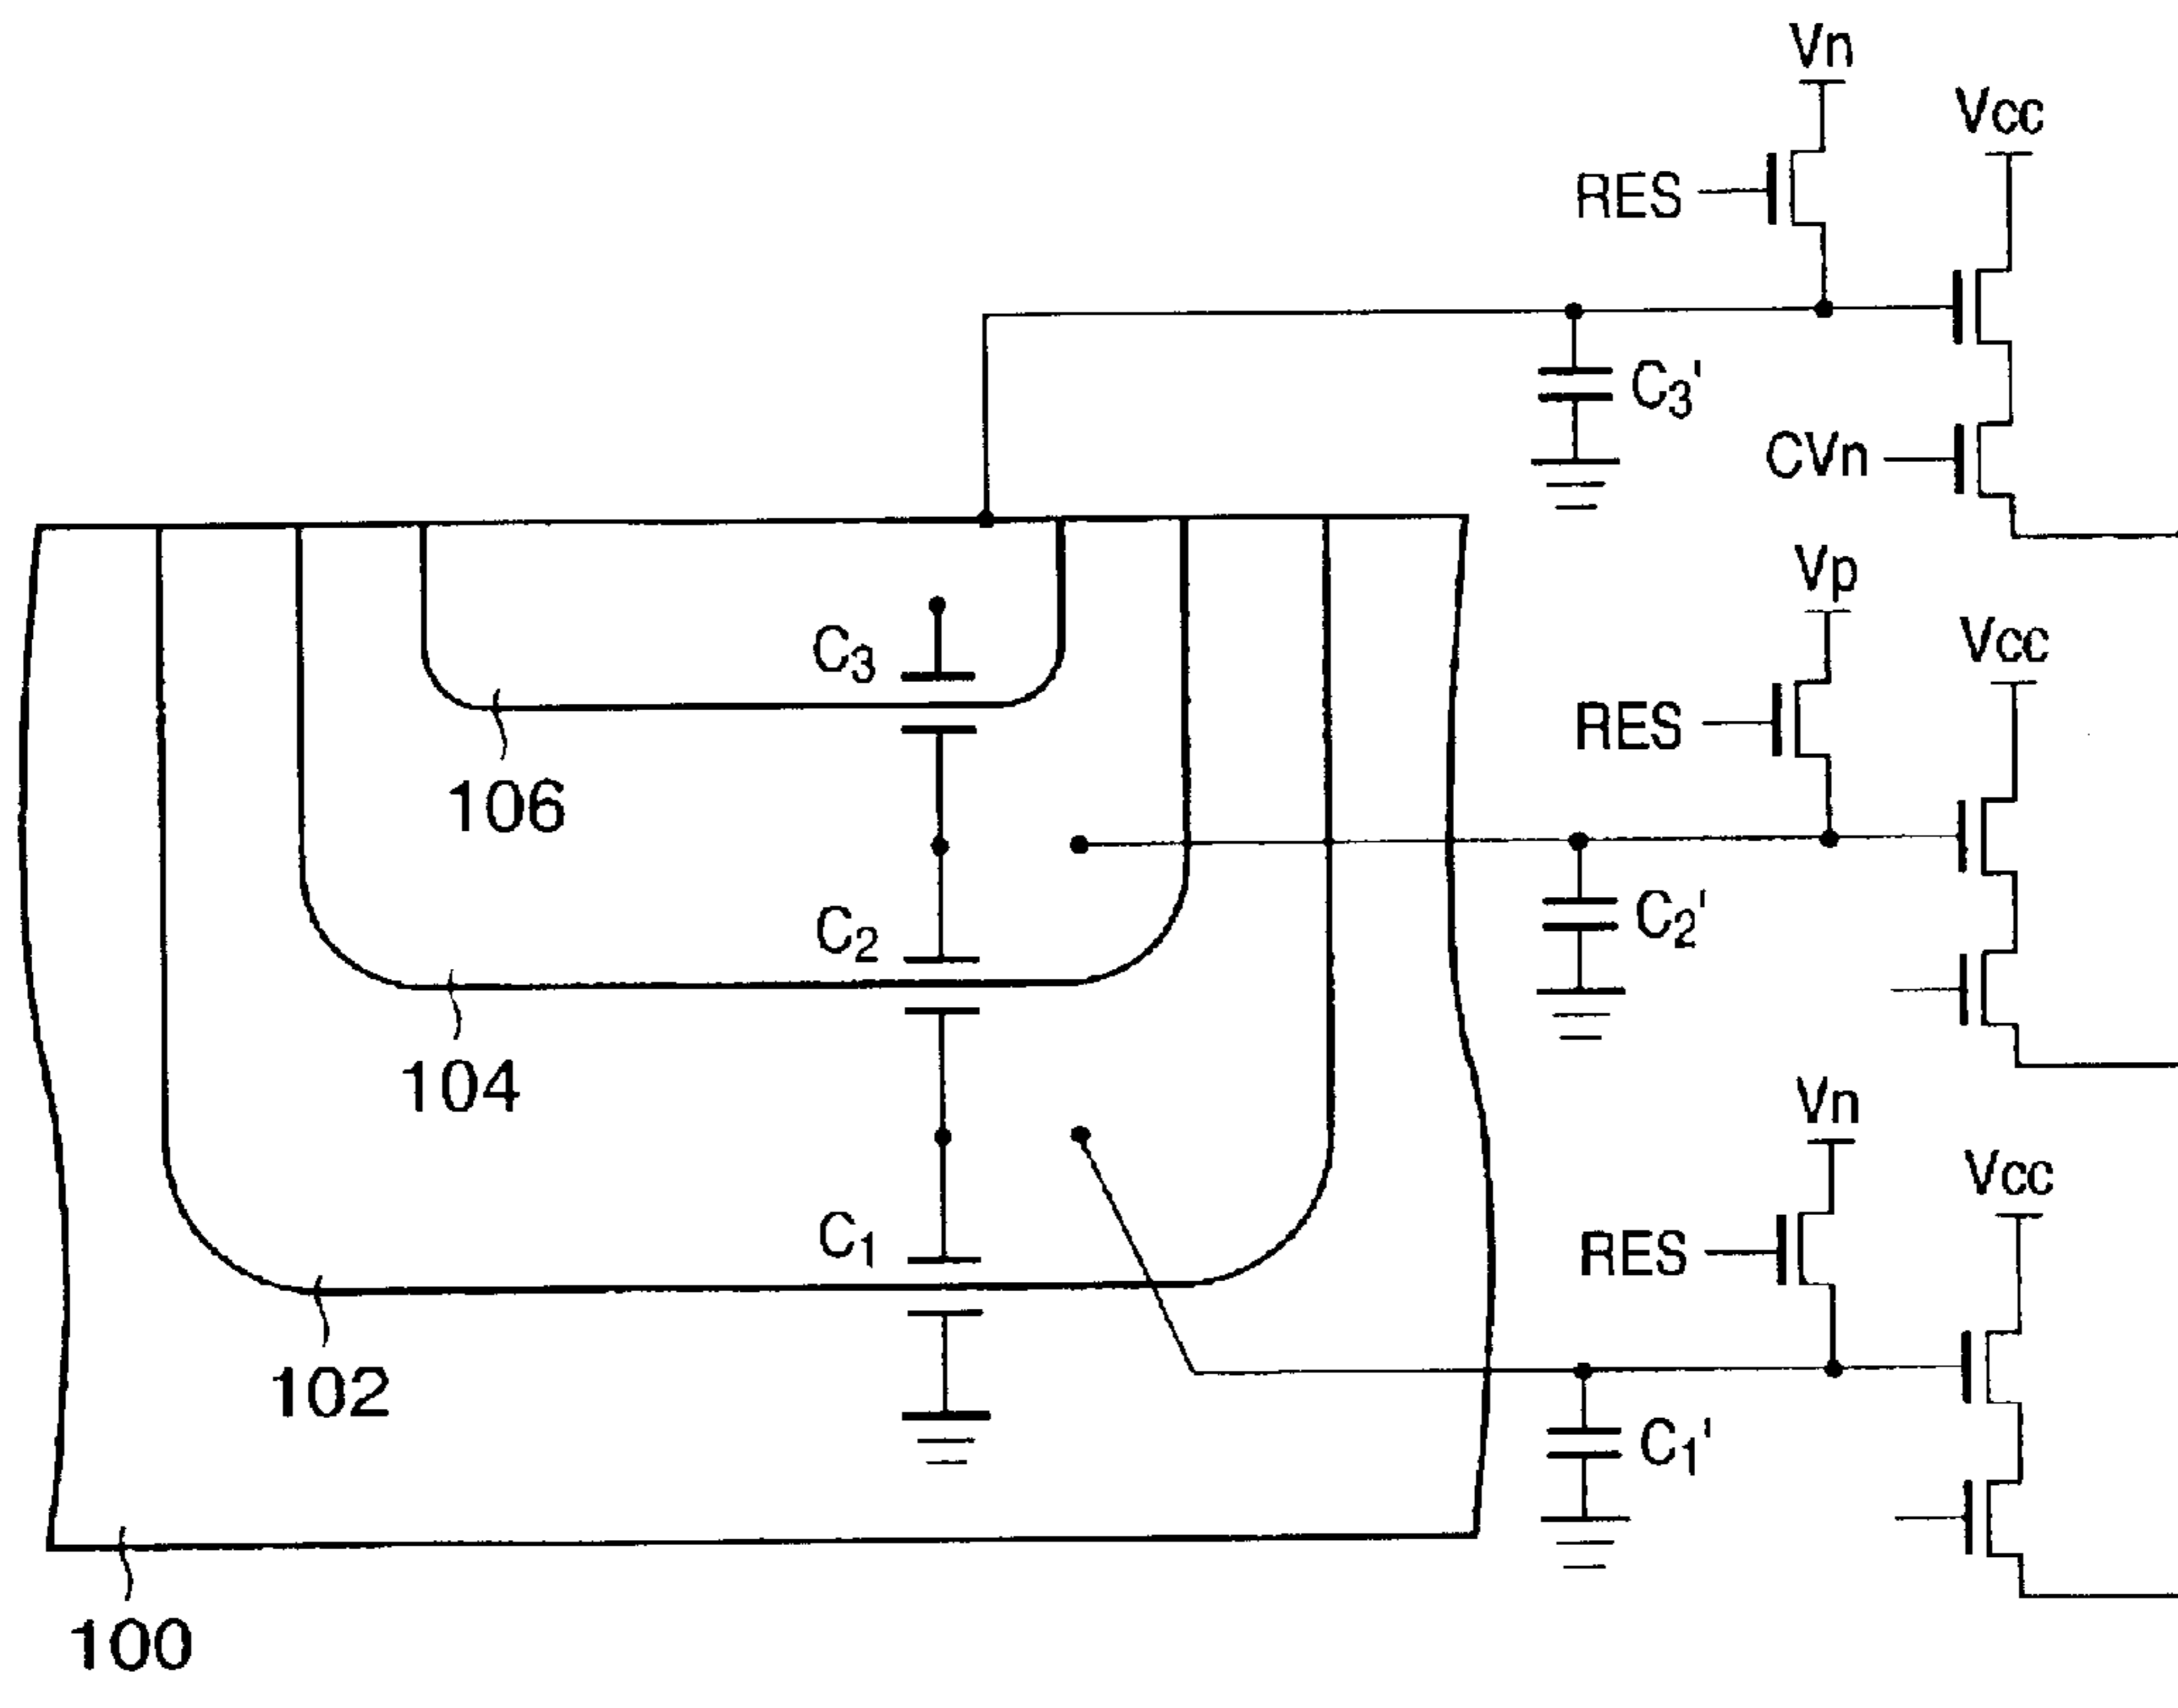 Vn
Vcc
RES
C3'
CVn
Vp
C3
Vcc
RES
106
C2'
C2
104
Vn
Vcc
C1
RES
102
C1'
100